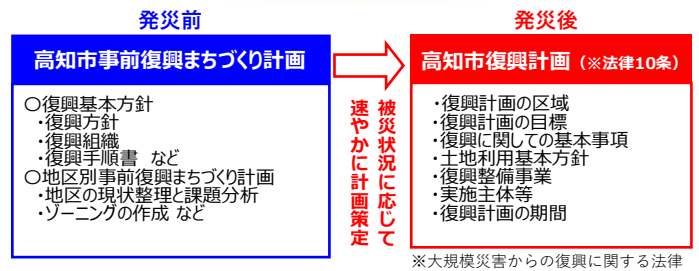 発災前
高知市事前復興まちづくり計画
〇復興基本方針
・復興方針
・復興組織
・復興手順書 など
〇地区別事前復興まちづくり計画
・地区の現状整理と課題分析
・ゾーニングの作成 など
被災状況に応じて
速やかに計画策定
発災後
高知市復興計画（※法律10条）
・復興計画の区域
・復興計画の目標
・復興に関しての基本事項
・土地利用基本方針
・復興整備事業
・実施主体等
・復興計画の期間
※大規模災害からの復興に関する法律